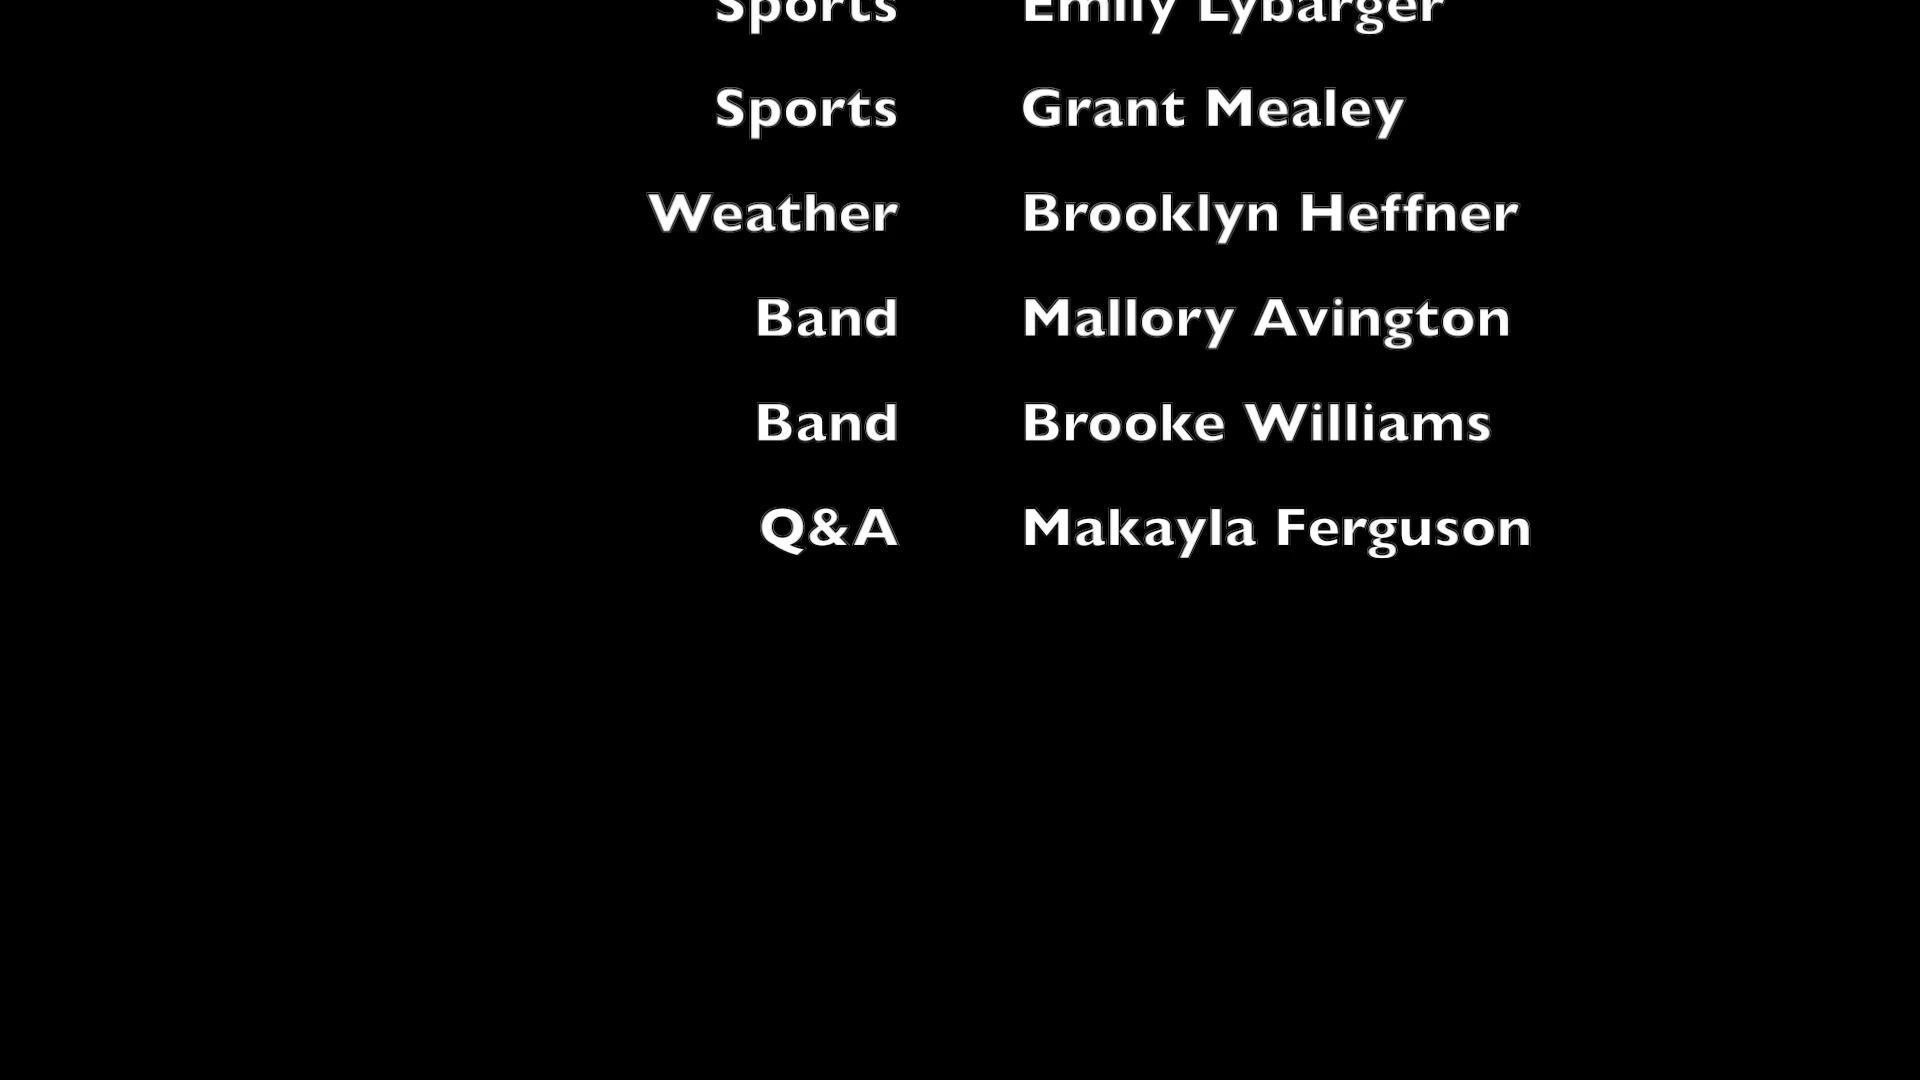 Sports Emily Lybarger
Sports Grant Mealey
Weather Brooklyn Heffner
Band Mallory Avington
Band Brooke Williams
Q&A Makayla Ferguson